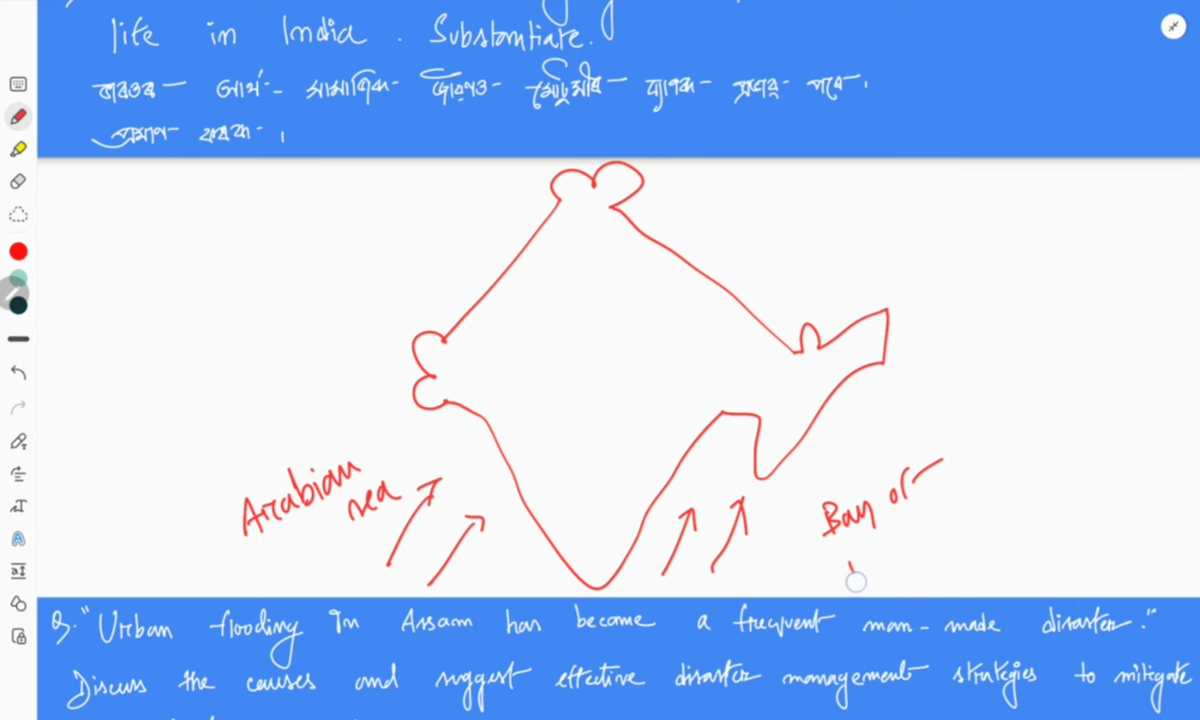 life in India. Substantiate.
ভাৰতৰ আৰ্থ-সামাজিক জীৱনত মৌচুমীৰ ব্যাপক প্ৰভাৱ পৰে।
প্ৰমাণ কৰক।
Arabian
sea
Bay of
Q. "Urban flooding in Assam has become a frequent man-made disaster."
Discuss the causes and suggest effective disaster management strategies to mitigate